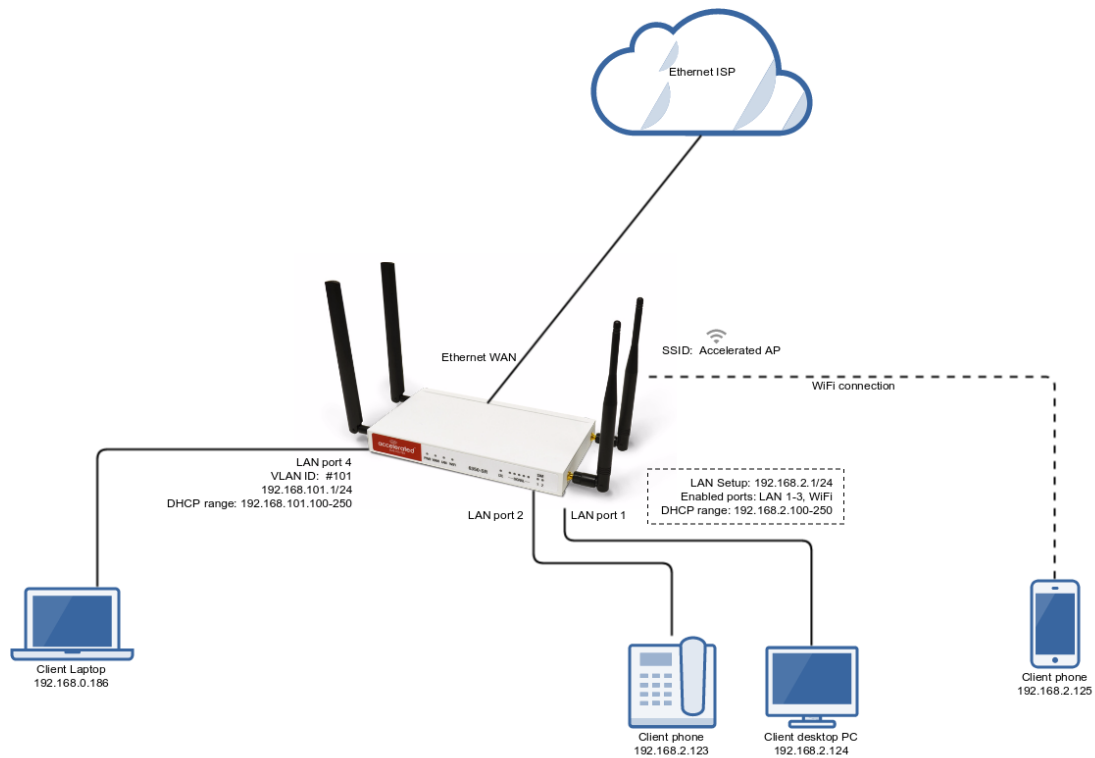 Ethernet ISP
Ethernet WAN
SSID:  Accelerated AP
WiFi connection
accelerated
6350-SR
LAN port 4
VLAN ID:  #101
192.168.101.1/24
DHCP range: 192.168.101.100-250
LAN Setup: 192.168.2.1/24
Enabled ports: LAN 1-3, WiFi
DHCP range: 192.168.2.100-250
LAN port 2
LAN port 1
Client Laptop
192.168.0.186
Client phone
192.168.2.125
Client phone
192.168.2.123
Client desktop PC
192.168.2.124